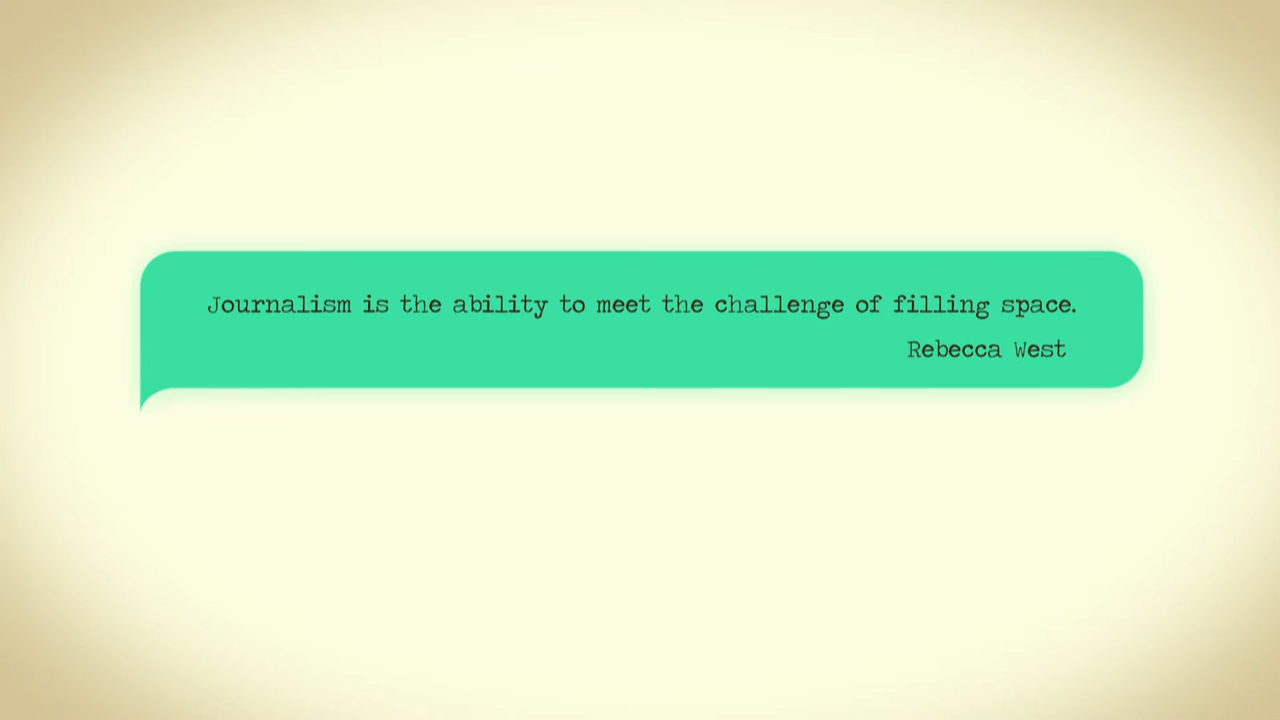 Journalism is the ability to meet the challenge of filling space.
Rebecca West